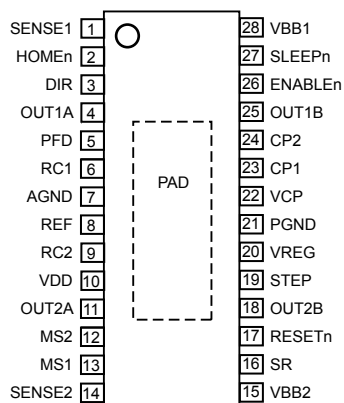 SENSE1 1 28 VBB1
HOMEn 2 27 SLEEPn
DIR 3 26 ENABLEn
OUT1A 4 25 OUT1B
PFD 5 24 CP2
RC1 6 23 CP1
PAD
AGND 7 22 VCP
REF 8 21 PGND
RC2 9 20 VREG
VDD 10 19 STEP
OUT2A 11 18 OUT2B
MS2 12 17 RESETn
MS1 13 16 SR
SENSE2 14 15 VBB2